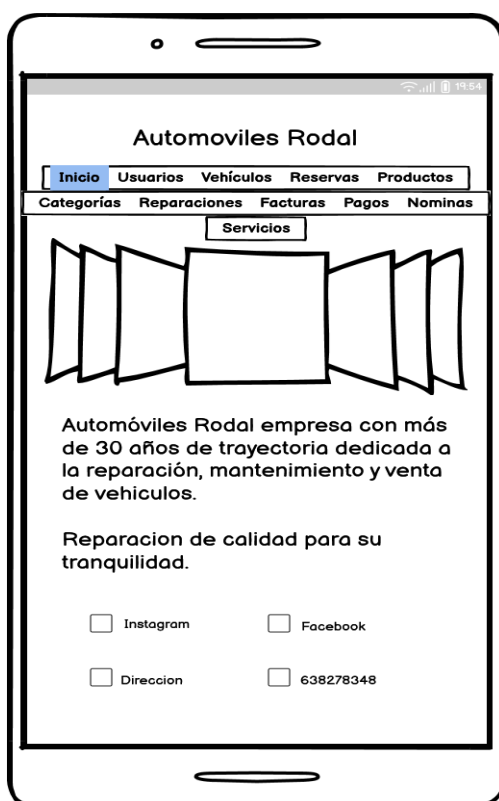 19:54
Automoviles Rodal
Inicio Usuarios Vehículos Reservas Productos
Categorías Reparaciones Facturas Pagos Nominas
Servicios
Automóviles Rodal empresa con más
de 30 años de trayectoria dedicada a
la reparación, mantenimiento y venta
de vehiculos.
Reparacion de calidad para su
tranquilidad.
Instagram Facebook
Direccion 638278348